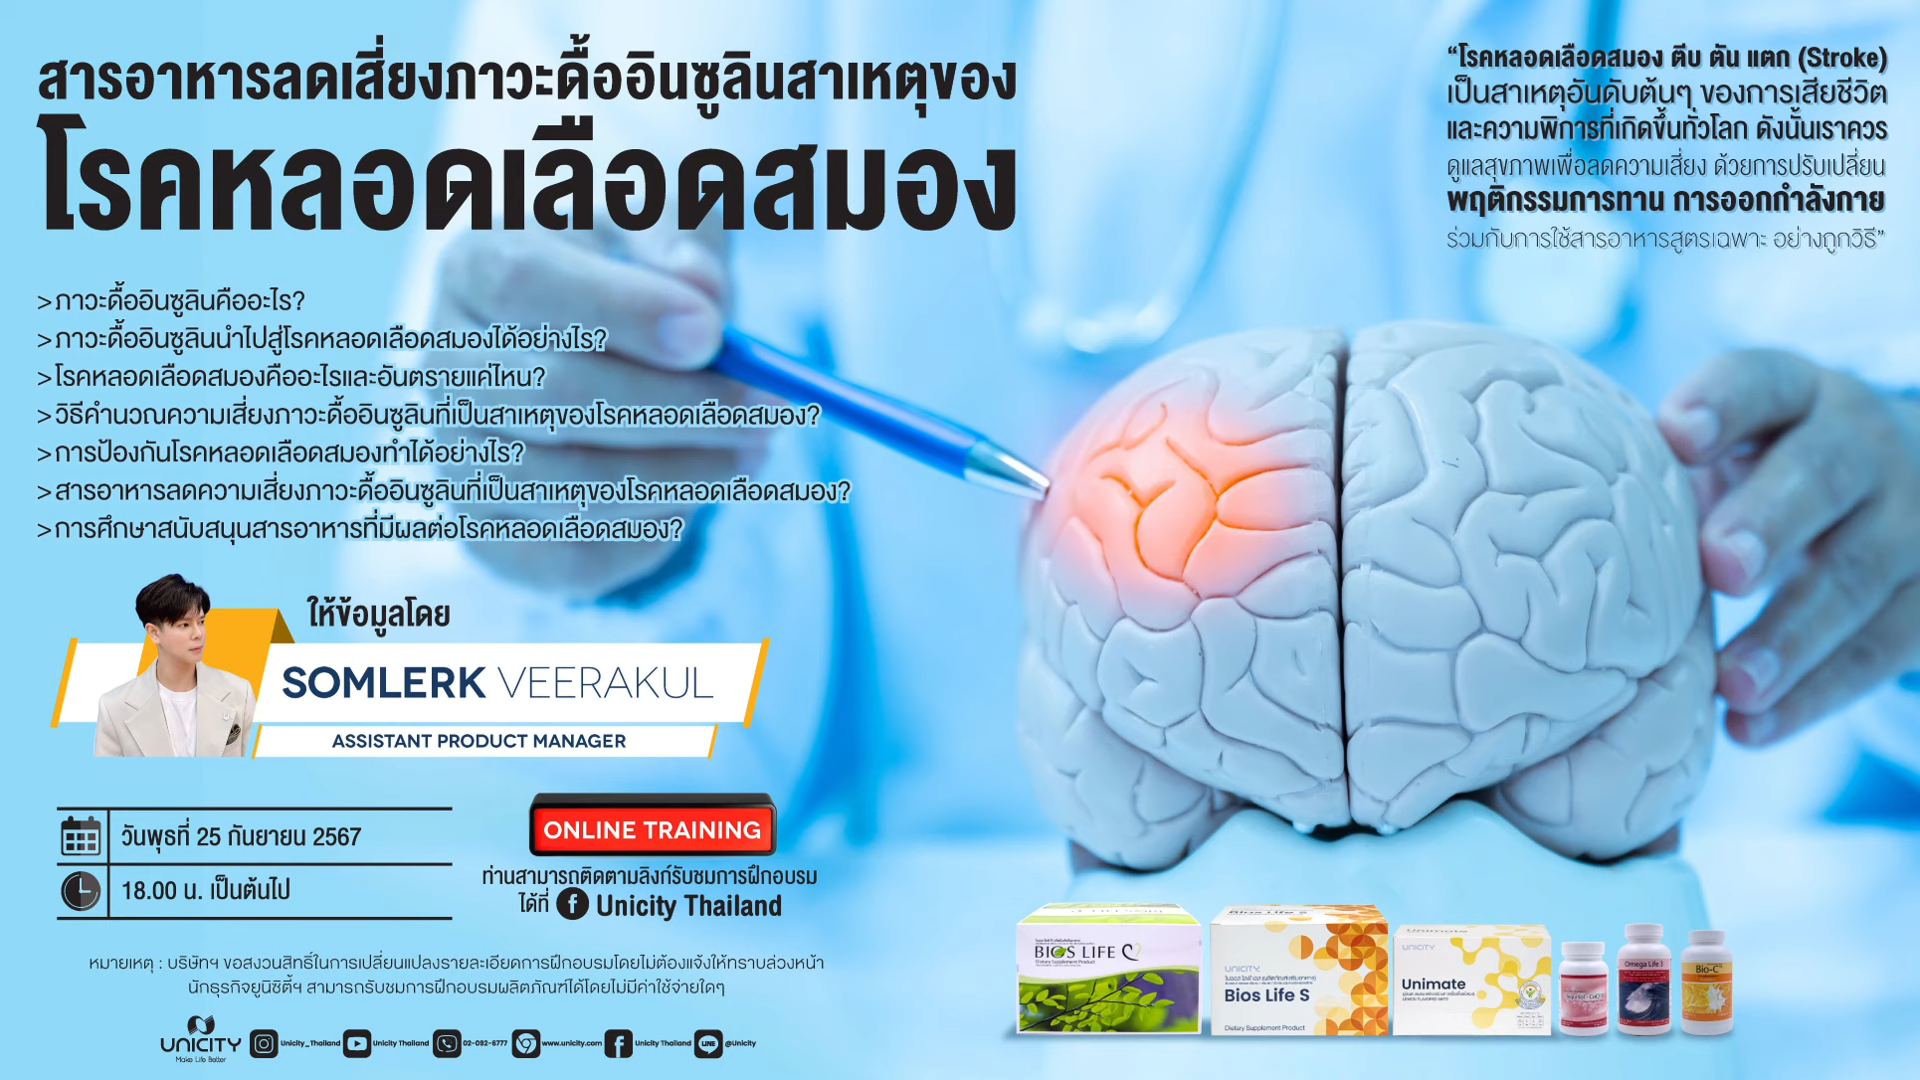 สารอาหารลดเสี่ยงภาวะดื้ออินซูลินสาเหตุของ
โรคหลอดเลือดสมอง
“โรคหลอดเลือดสมอง ตีบ ตัน แตก (Stroke)
เป็นสาเหตุอันดับต้นๆ ของการเสียชีวิต
และความพิการที่เกิดขึ้นทั่วโลก ดังนั้นเราควร
ดูแลสุขภาพเพื่อลดความเสี่ยง ด้วยการปรับเปลี่ยน
พฤติกรรมการทาน การออกกำลังกาย
ร่วมกับการใช้สารอาหารสูตรเฉพาะ อย่างถูกวิธี”
>ภาวะดื้ออินซูลินคืออะไร?
>ภาวะดื้ออินซูลินนำไปสู่โรคหลอดเลือดสมองได้อย่างไร?
>โรคหลอดเลือดสมองคืออะไรและอันตรายแค่ไหน?
>วิธีคำนวณความเสี่ยงภาวะดื้ออินซูลินที่เป็นสาเหตุของโรคหลอดเลือดสมอง?
>การป้องกันโรคหลอดเลือดสมองทำได้อย่างไร?
>สารอาหารลดความเสี่ยงภาวะดื้ออินซูลินที่เป็นสาเหตุของโรคหลอดเลือดสมอง?
>การศึกษาสนับสนุนสารอาหารที่มีผลต่อโรคหลอดเลือดสมอง?
ให้ข้อมูลโดย
SOMLERK VEERAKUL
ASSISTANT PRODUCT MANAGER
วันพุธที่ 25 กันยายน 2567
18.00 น. เป็นต้นไป
ONLINE TRAINING
ท่านสามารถติดตามลิงก์รับชมการฝึกอบรม
ได้ที่ Unicity Thailand
หมายเหตุ : บริษัทฯ ขอสงวนสิทธิ์ในการเปลี่ยนแปลงรายละเอียดการฝึกอบรมโดยไม่ต้องแจ้งให้ทราบล่วงหน้า
นักธุรกิจยูนิซิตี้ฯ สามารถรับชมการฝึกอบรมผลิตภัณฑ์ได้โดยไม่มีค่าใช้จ่ายใดๆ
UNICITY
Make Life Better
Unicity_Thailand
Unicity Thailand
02-092-6777
www.unicity.com
Unicity Thailand
LINE @Unicity
BIOS LIFE C
Dietary Supplement Product
Bios Life S
UNICITY
Bios Life S
Dietary Supplement Product
Unimate
UNICITY
Unimate
Omega Life 3
Bio-C